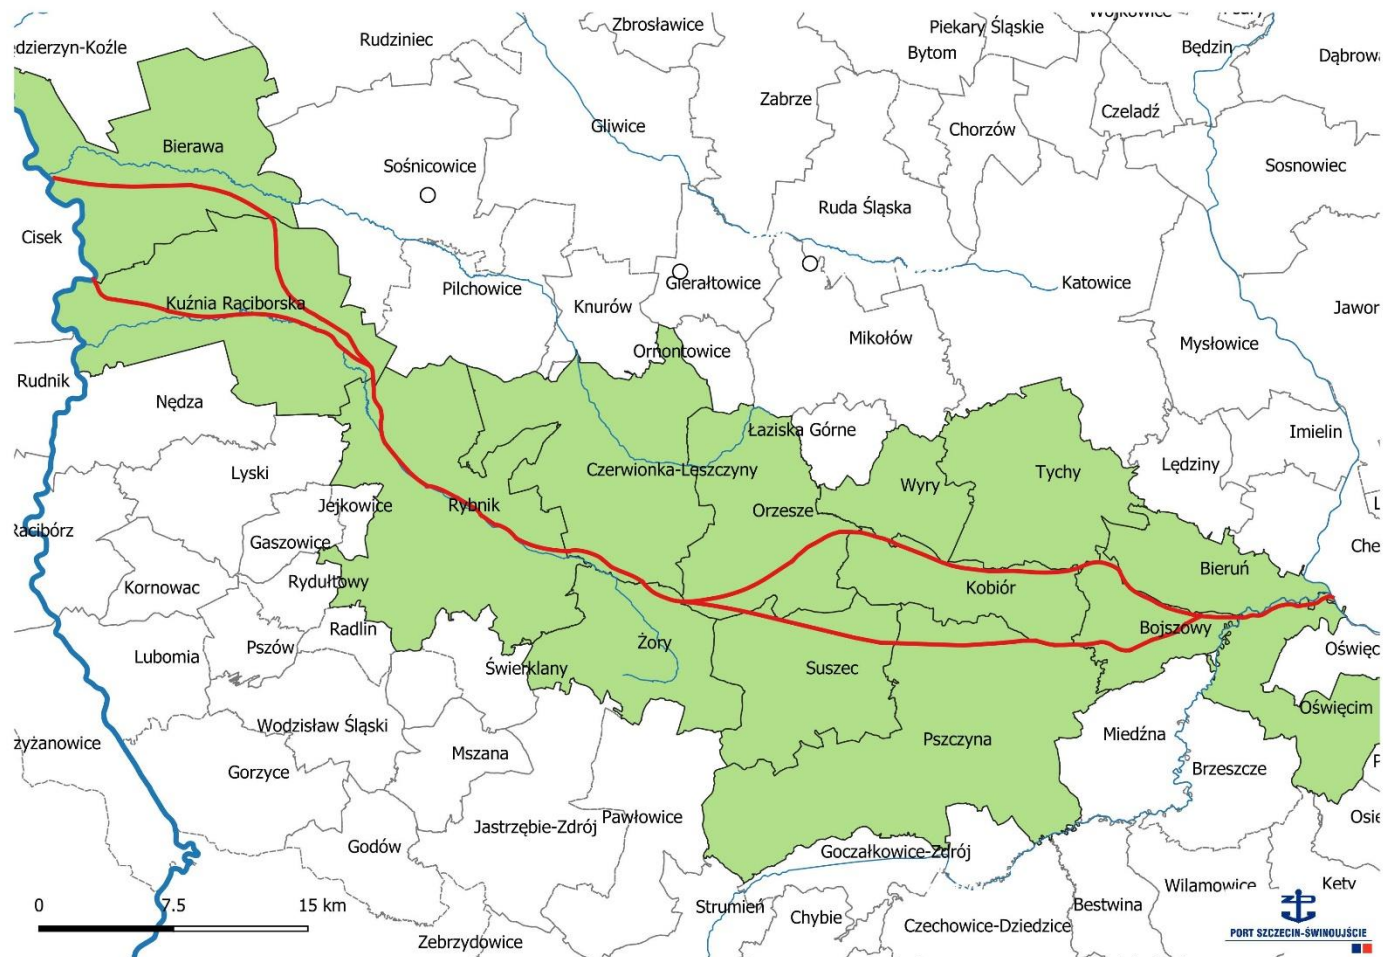 Wojkowice
Zbrosławice
Piekary Śląskie
Rudziniec
ędzierzyn-Koźle
Bytom
Będzin
Dąbrow
Zabrze
Czeladź
Gliwice
Chorzów
Bierawa
Sośnicowice
Sosnowiec
Ruda Śląska
Cisek
Pilchowice
Gierałtowice
Katowice
Kuźnia Raciborska
Knurów
Jawor
Mikołów
Mysłowice
Ornontowice
Rudnik
Nędza
Łaziska Górne
Imielin
Lyski
Czerwionka-Leszczyny
Wyry
Tychy
Lędziny
Jejkowice
Rybnik
Orzesze
Racibórz
Gaszowice
Che
Rydułtowy
Bieruń
Kornowac
Kobiór
Radlin
Bojszowy
Pszów
Żory
Oświęc
Lubomia
Świerklany
Suszec
Oświęcim
Wodzisław Śląski
zyżanowice
Mszana
Pszczyna
Miedźna
Gorzyce
Brzeszcze
Jastrzębie-Zdrój
Pawłowice
Osie
Godów
Goczałkowice-Zdrój
Wilamowice
Kęty
0 7.5 15 km
Strumień
Chybie
Czechowice-Dziedzice
Bestwina
Zebrzydowice
PORT SZCZECIN-ŚWINOUJŚCIE